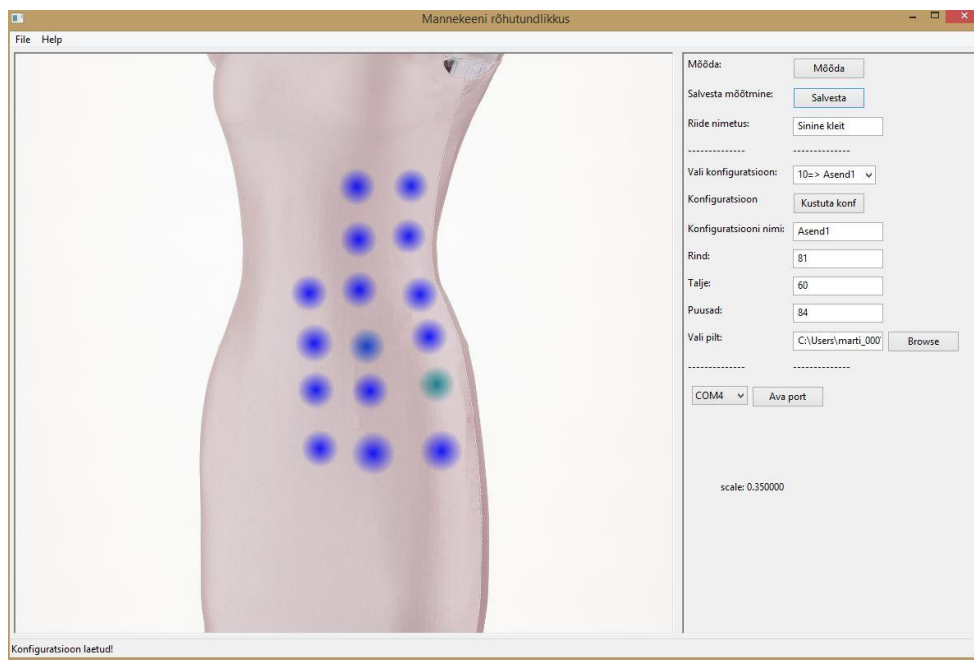 Mannekeeni rõhutundlikkus
File Help
Mõõda: Mõõda
Salvesta mõõtmine: Salvesta
Riide nimetus: Sinine kleit
-------------- --------------
Vali konfiguratsioon: 10=> Asend1
Konfiguratsioon Kustuta konf
Konfiguratsiooni nimi: Asend1
Rind: 81
Talje: 60
Puusad: 84
Vali pilt: C:\Users\marti_000' Browse
-------------- --------------
COM4 Ava port
scale: 0.350000
Konfiguratsioon laetud!